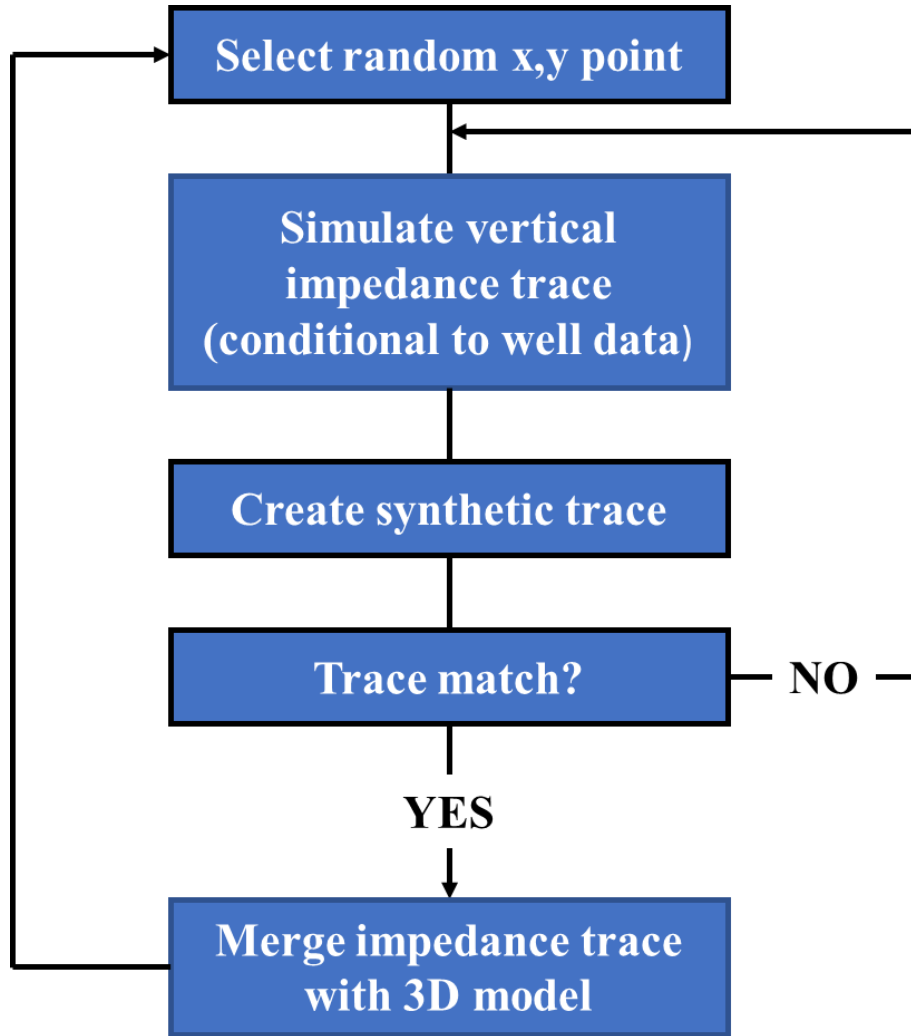 Select random x,y point
Simulate vertical
impedance trace
(conditional to well data)
Create synthetic trace
Trace match?
NO
YES
Merge impedance trace
with 3D model